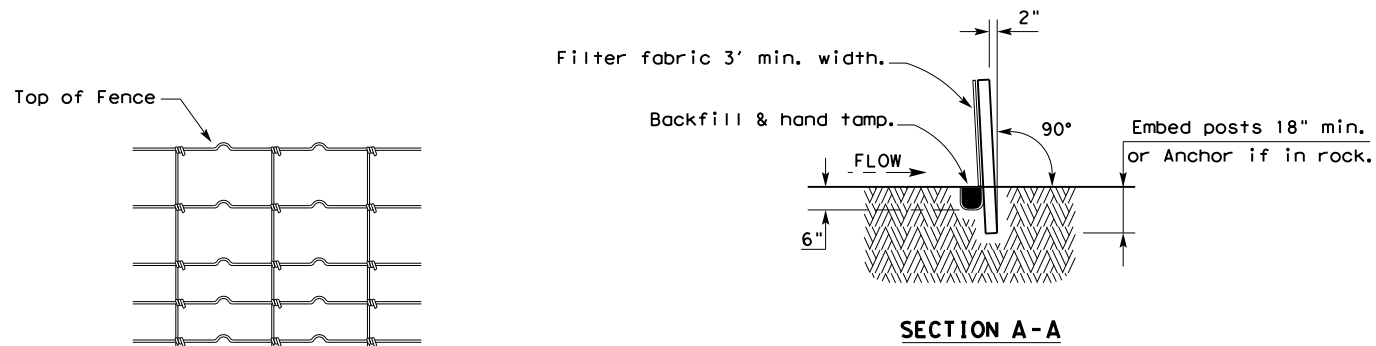 Top of Fence
2"
Filter fabric 3' min. width.
Backfill & hand tamp.
90°
Embed posts 18" min.
or Anchor if in rock.
FLOW
6"
SECTION A-A